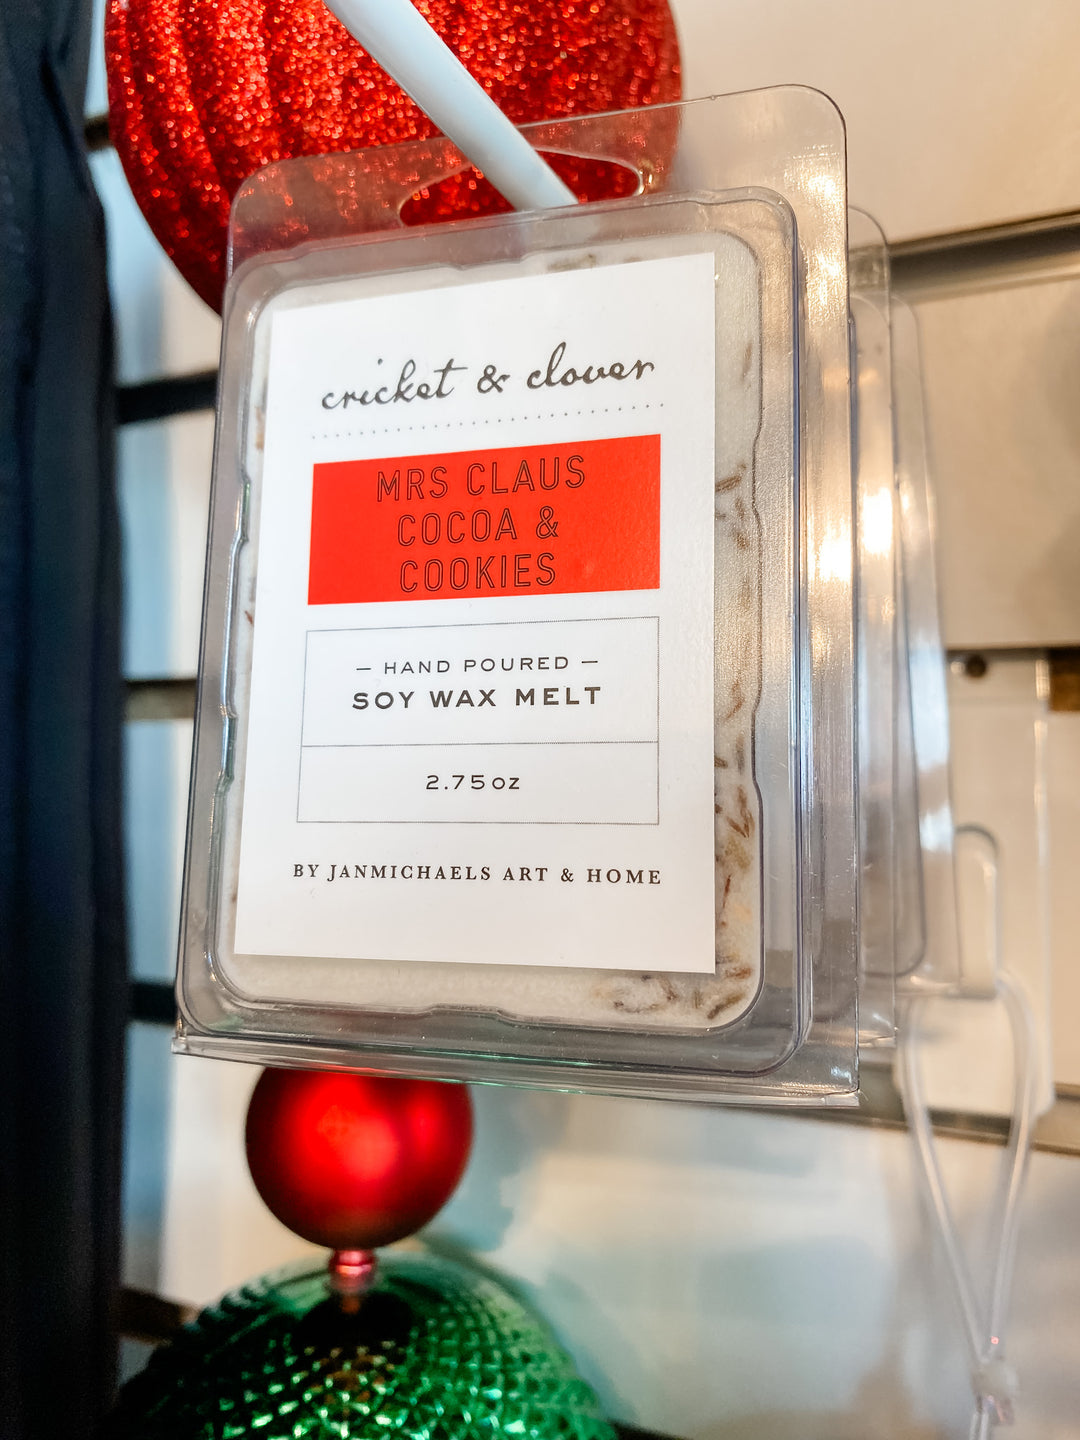 cricket & clover
MRS CLAUS
COCOA &
COOKIES
— HAND POURED —
SOY WAX MELT
2.75oz
BY JANMICHAELS ART & HOME